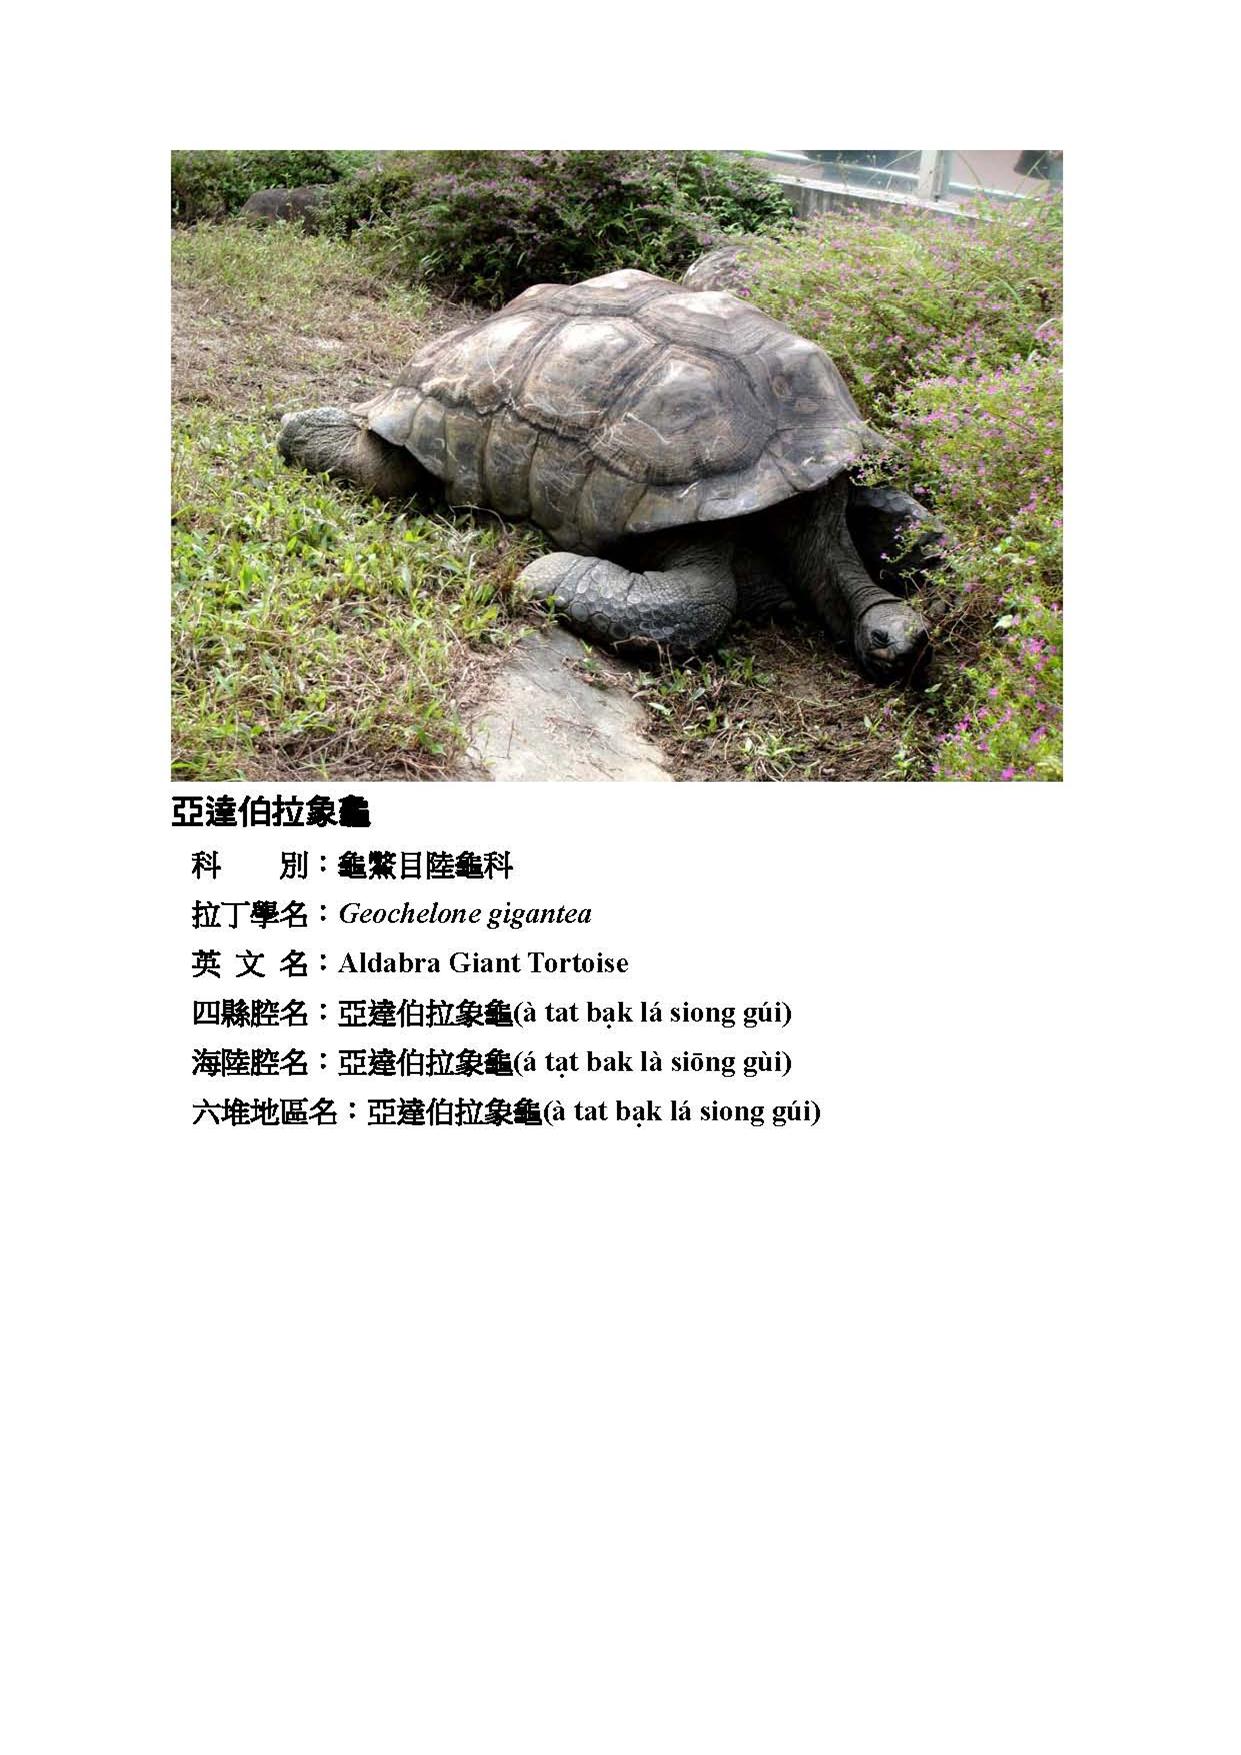 亞達伯拉象龜
科　　別：龜鱉目陸龜科
拉丁學名：Geochelone gigantea
英 文 名：Aldabra Giant Tortoise
四縣腔名：亞達伯拉象龜(à tat ba̤k lá siong gúi)
海陸腔名：亞達伯拉象龜(á ta̤t bak là siōng gùi)
六堆地區名：亞達伯拉象龜(à tat ba̤k lá siong gúi)